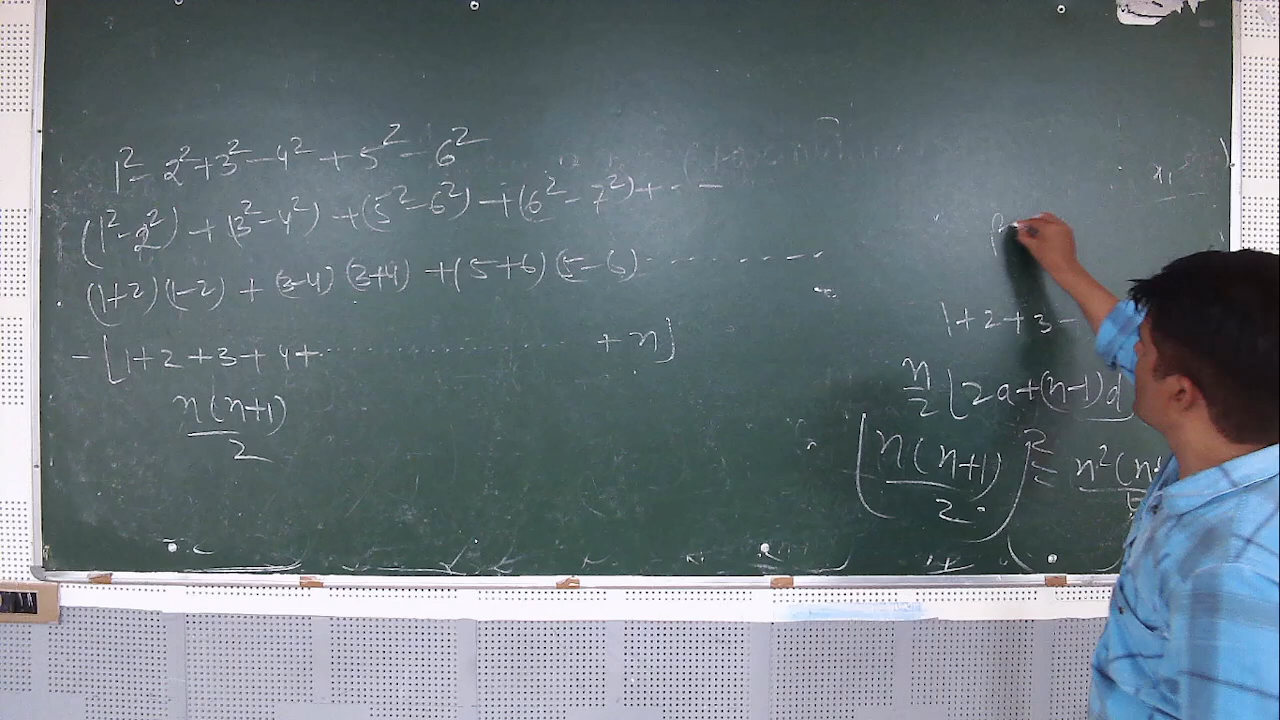 1² - 2² + 3² - 4² + 5² - 6²
(1² - 2²) + (3² - 4²) + (5² - 6²) + (6² - 7²) + - - -
(1+2)(1-2) + (3-4)(3+4) + (5+6)(5-6) ..........
- [1+2+3+4+ .................. + n]
n(n+1)
2
x₁
1+2+3-
n/2 [2a+(n-1)d
[n(n+1)/2]² = n²(n